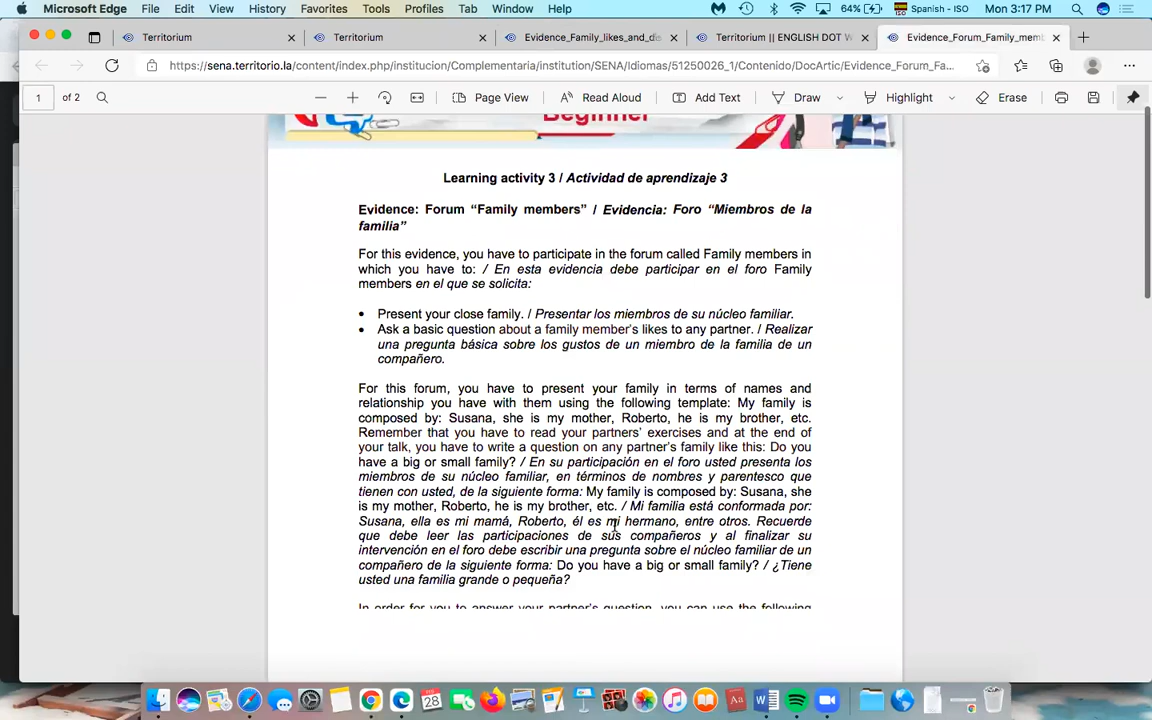 Microsoft Edge File Edit View History Favorites Tools Profiles Tab Window Help 64% Spanish - ISO Mon 3:17 PM
Territorium Territorium Evidence_Family_likes_and_dis Territorium || ENGLISH DOT W Evidence_Forum_Family_mem
https://sena.territorio.la/content/index.php/institucion/Complementaria/institution/SENA/Idiomas/51250026_1/Contenido/DocArtic/Evidence_Forum_Fa...
1 of 2 Page View Read Aloud Add Text Draw Highlight Erase
Beginner
Learning activity 3 / Actividad de aprendizaje 3
Evidence: Forum “Family members” / Evidencia: Foro “Miembros de la
familia”
For this evidence, you have to participate in the forum called Family members in
which you have to: / En esta evidencia debe participar en el foro Family
members en el que se solicita:
• Present your close family. / Presentar los miembros de su núcleo familiar.
• Ask a basic question about a family member's likes to any partner. / Realizar
una pregunta básica sobre los gustos de un miembro de la familia de un
compañero.
For this forum, you have to present your family in terms of names and
relationship you have with them using the following template: My family is
composed by: Susana, she is my mother, Roberto, he is my brother, etc.
Remember that you have to read your partners' exercises and at the end of
your talk, you have to write a question on any partner's family like this: Do you
have a big or small family? / En su participación en el foro usted presenta los
miembros de su núcleo familiar, en términos de nombres y parentesco que
tienen con usted, de la siguiente forma: My family is composed by: Susana, she
is my mother, Roberto, he is my brother, etc. / Mi familia está conformada por:
Susana, ella es mi mamá, Roberto, él es mi hermano, entre otros. Recuerde
que debe leer las participaciones de sus compañeros y al finalizar su
intervención en el foro debe escribir una pregunta sobre el núcleo familiar de un
compañero de la siguiente forma: Do you have a big or small family? / ¿Tiene
usted una familia grande o pequeña?
In order for you to answer your partner's question, you can use the following
28